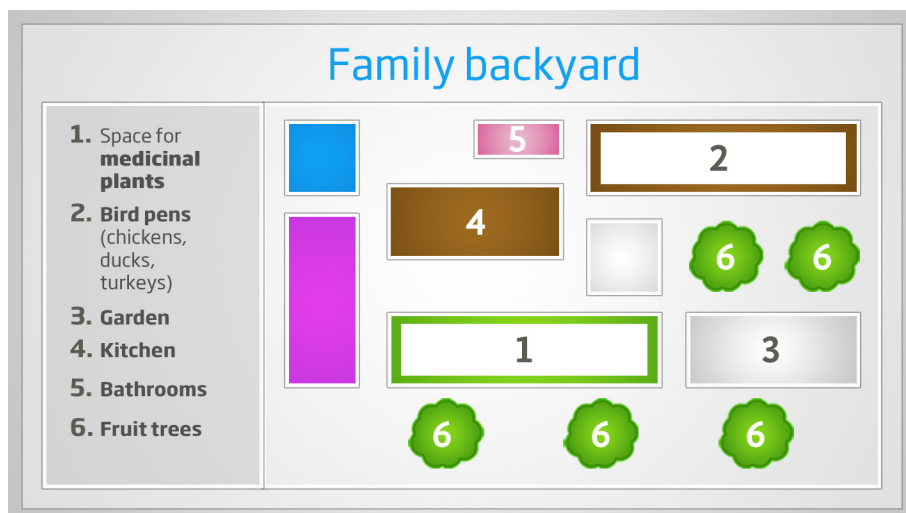 Family backyard
1. Space for
medicinal
plants
2. Bird pens
(chickens,
ducks,
turkeys)
3. Garden
4. Kitchen
5. Bathrooms
6. Fruit trees
5
2
4
6 6
1
3
6 6 6